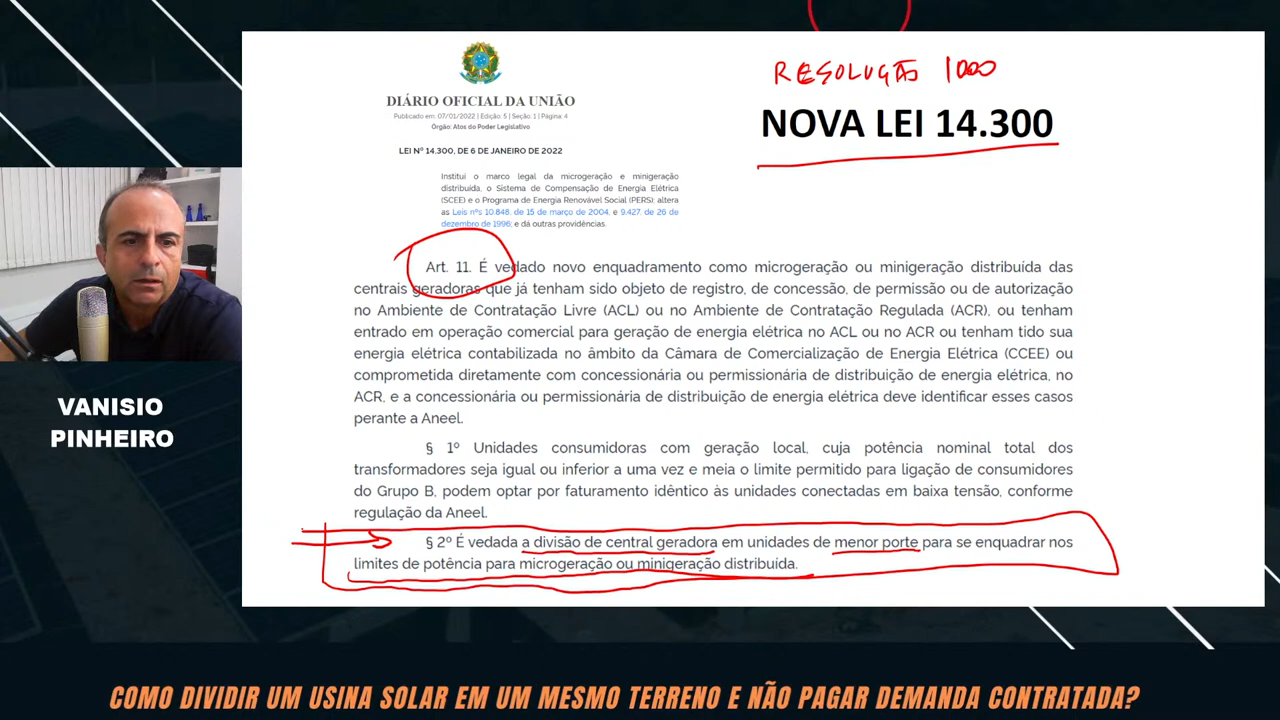 RESOLUÇÃO 1000
DIÁRIO OFICIAL DA UNIÃO
Publicado em: 07/01/2022 | Edição: 5 | Seção: 1 | Página: 4
Órgão: Atos do Poder Legislativo
NOVA LEI 14.300
LEI Nº 14.300, DE 6 DE JANEIRO DE 2022
Institui o marco legal da microgeração e minigeração
distribuída, o Sistema de Compensação de Energia Elétrica
(SCEE) e o Programa de Energia Renovável Social (PERS); altera
as Leis nºs 10.848, de 15 de março de 2004, e 9.427, de 26 de
dezembro de 1996; e dá outras providências.
Art. 11. É vedado novo enquadramento como microgeração ou minigeração distribuída das
centrais geradoras que já tenham sido objeto de registro, de concessão, de permissão ou de autorização
no Ambiente de Contratação Livre (ACL) ou no Ambiente de Contratação Regulada (ACR), ou tenham
entrado em operação comercial para geração de energia elétrica no ACL ou no ACR ou tenham tido sua
energia elétrica contabilizada no âmbito da Câmara de Comercialização de Energia Elétrica (CCEE) ou
comprometida diretamente com concessionária ou permissionária de distribuição de energia elétrica, no
ACR, e a concessionária ou permissionária de distribuição de energia elétrica deve identificar esses casos
perante a Aneel.
§ 1º Unidades consumidoras com geração local, cuja potência nominal total dos
transformadores seja igual ou inferior a uma vez e meia o limite permitido para ligação de consumidores
do Grupo B, podem optar por faturamento idêntico às unidades conectadas em baixa tensão, conforme
regulação da Aneel.
§ 2º É vedada a divisão de central geradora em unidades de menor porte para se enquadrar nos
limites de potência para microgeração ou minigeração distribuída.
VANISIO
PINHEIRO
COMO DIVIDIR UM USINA SOLAR EM UM MESMO TERRENO E NÃO PAGAR DEMANDA CONTRATADA?